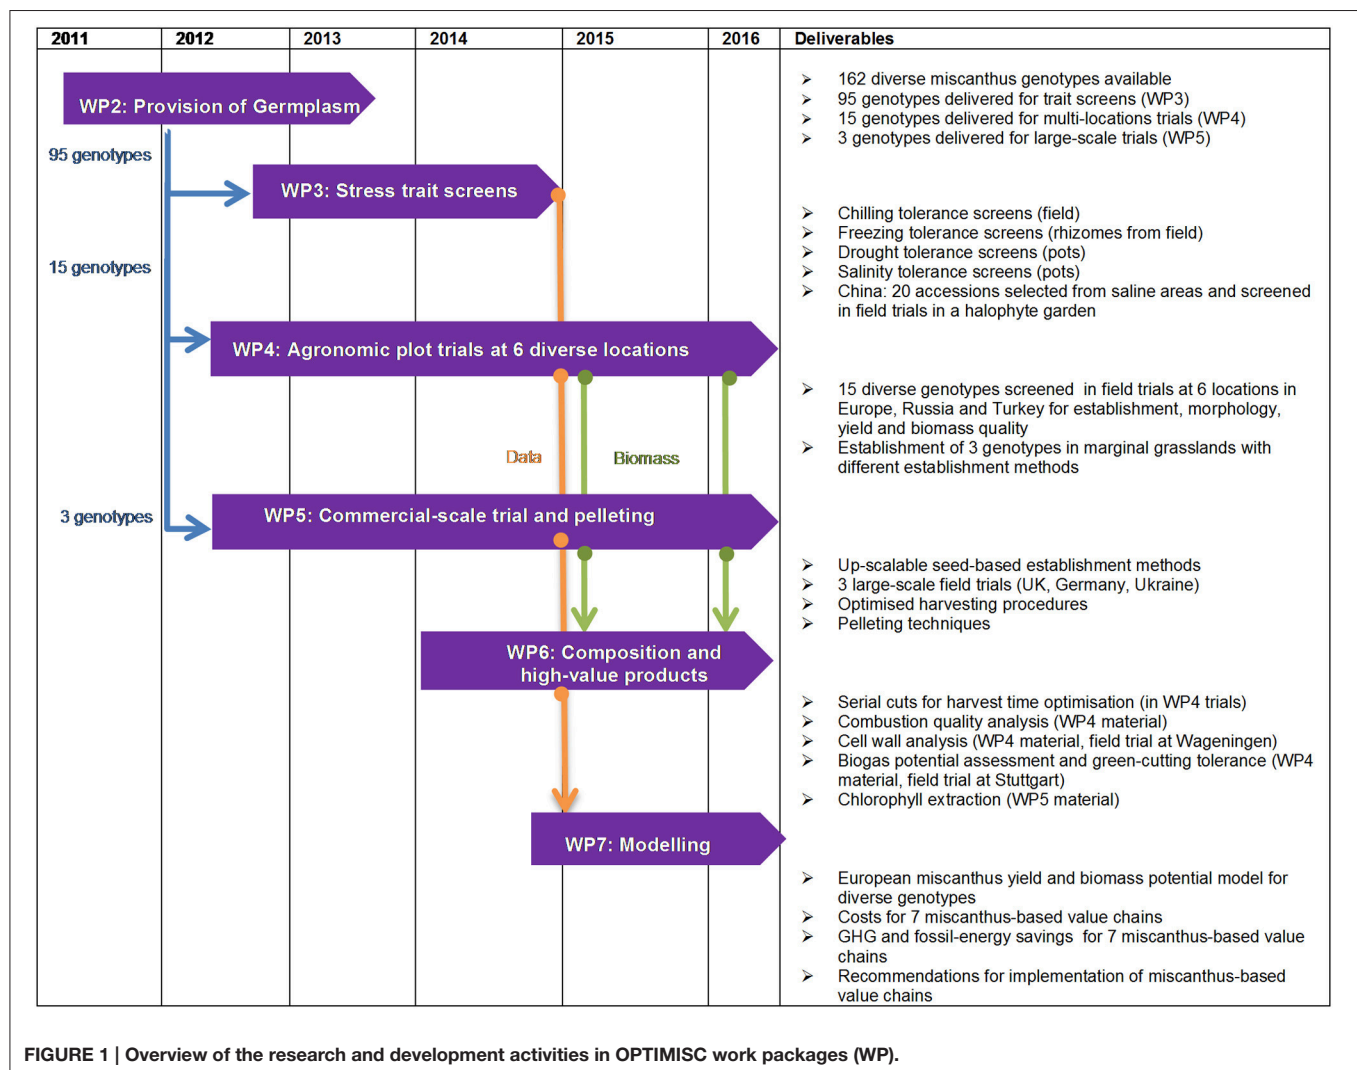 2011 2012 2013 2014 2015 2016 Deliverables
WP2: Provision of Germplasm
95 genotypes
WP3: Stress trait screens
15 genotypes
WP4: Agronomic plot trials at 6 diverse locations
Data
Biomass
3 genotypes
WP5: Commercial-scale trial and pelleting
WP6: Composition and
high-value products
WP7: Modelling
➢ 162 diverse miscanthus genotypes available
➢ 95 genotypes delivered for trait screens (WP3)
➢ 15 genotypes delivered for multi-locations trials (WP4)
➢ 3 genotypes delivered for large-scale trials (WP5)
➢ Chilling tolerance screens (field)
➢ Freezing tolerance screens (rhizomes from field)
➢ Drought tolerance screens (pots)
➢ Salinity tolerance screens (pots)
➢ China: 20 accessions selected from saline areas and screened
in field trials in a halophyte garden
➢ 15 diverse genotypes screened in field trials at 6 locations in
Europe, Russia and Turkey for establishment, morphology,
yield and biomass quality
➢ Establishment of 3 genotypes in marginal grasslands with
different establishment methods
➢ Up-scalable seed-based establishment methods
➢ 3 large-scale field trials (UK, Germany, Ukraine)
➢ Optimised harvesting procedures
➢ Pelleting techniques
➢ Serial cuts for harvest time optimisation (in WP4 trials)
➢ Combustion quality analysis (WP4 material)
➢ Cell wall analysis (WP4 material, field trial at Wageningen)
➢ Biogas potential assessment and green-cutting tolerance (WP4
material, field trial at Stuttgart)
➢ Chlorophyll extraction (WP5 material)
➢ European miscanthus yield and biomass potential model for
diverse genotypes
➢ Costs for 7 miscanthus-based value chains
➢ GHG and fossil-energy savings for 7 miscanthus-based value
chains
➢ Recommendations for implementation of miscanthus-based
value chains
FIGURE 1 | Overview of the research and development activities in OPTIMISC work packages (WP).